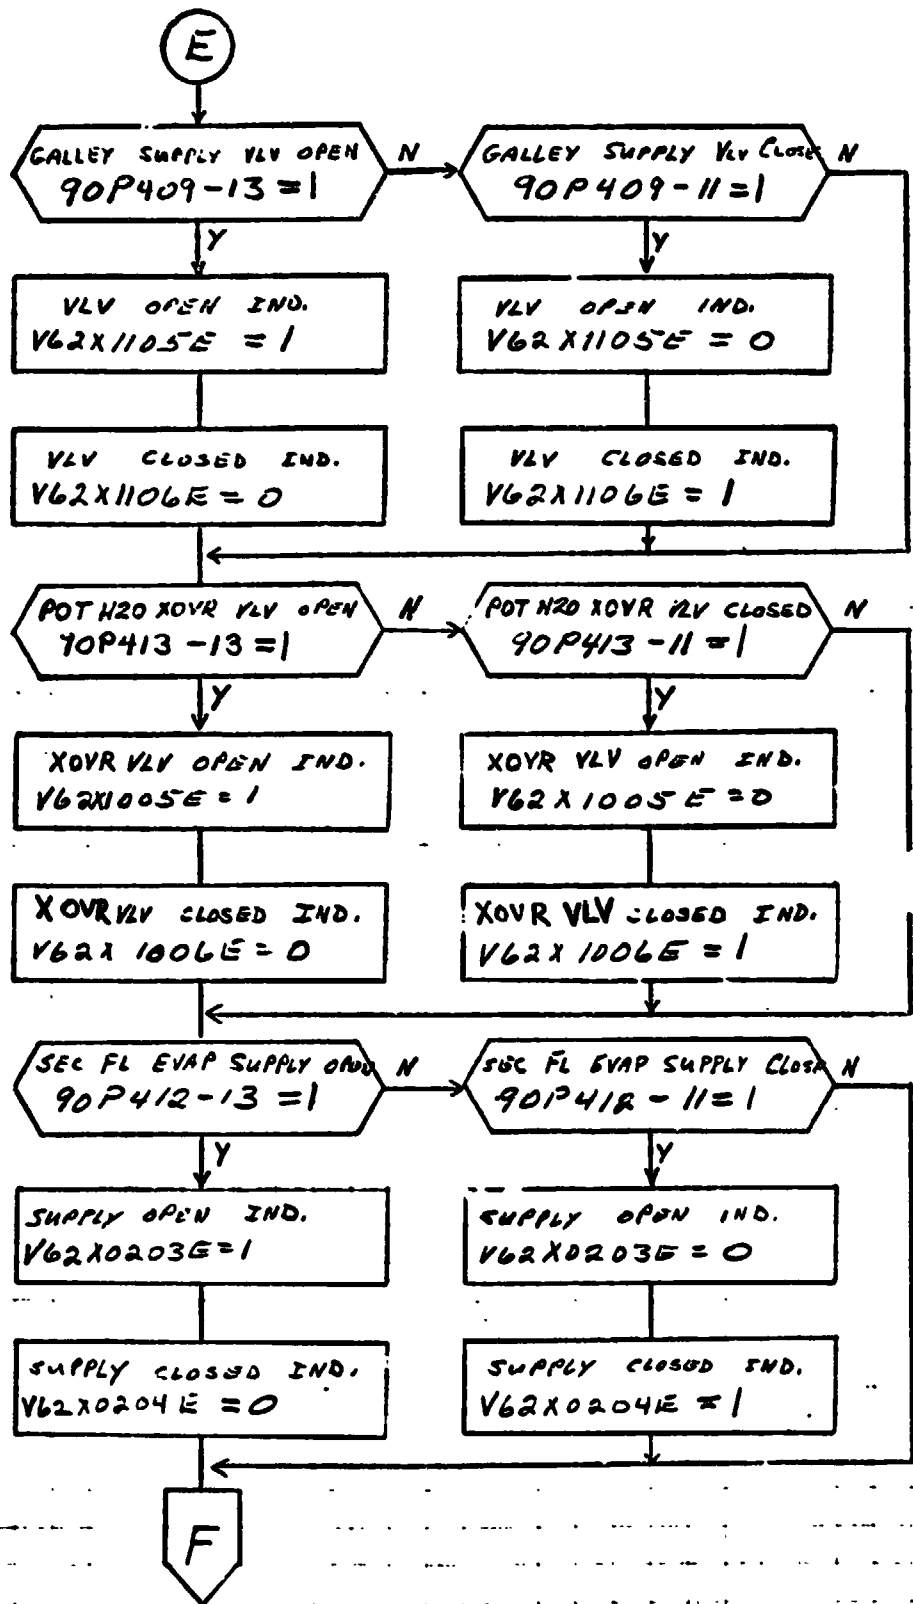 E
GALLEY SUPPLY VLV OPEN
90P409-13=1
N
GALLEY SUPPLY VLV CLOSE
90P409-11=1
N
Y
Y
VLV OPEN IND.
V62X1105E = 1
VLV OPEN IND.
V62X1105E = 0
VLV CLOSED IND.
V62X1106E = 0
VLV CLOSED IND.
V62X1106E = 1
POT H20 XOVR VLV OPEN
90P413-13=1
N
POT H20 XOVR VLV CLOSED
90P413-11=1
N
Y
Y
XOVR VLV OPEN IND.
V62X1005E = 1
XOVR VLV OPEN IND.
V62X1005E = 0
XOVR VLV CLOSED IND.
V62X1006E = 0
XOVR VLV CLOSED IND.
V62X1006E = 1
SEC FL EVAP SUPPLY OPEN
90P412-13=1
N
SEC FL EVAP SUPPLY CLOSE
90P412-11=1
N
Y
Y
SUPPLY OPEN IND.
V62X0203E=1
SUPPLY OPEN IND.
V62X0203E = 0
SUPPLY CLOSED IND.
V62X0204E = 0
SUPPLY CLOSED IND.
V62X0204E = 1
F